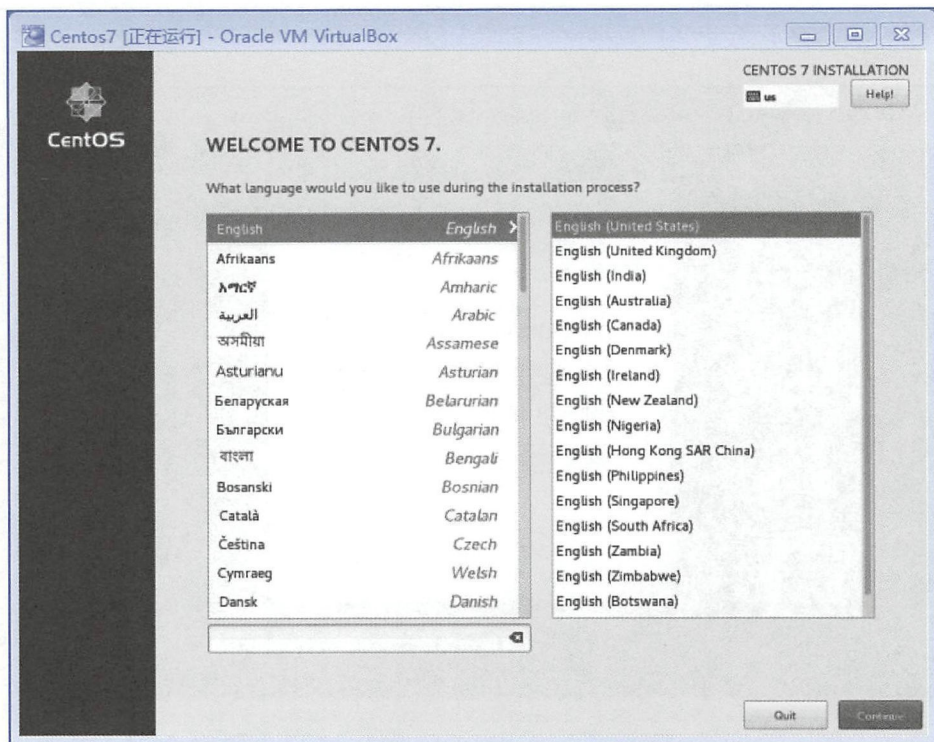 Centos7 [正在运行] - Oracle VM VirtualBox
CENTOS 7 INSTALLATION
us
Help!
CentOS
WELCOME TO CENTOS 7.
What language would you like to use during the installation process?
English English
Afrikaans Afrikaans
አማርኛ Amharic
العربية Arabic
অসমীয়া Assamese
Asturianu Asturian
Беларуская Belarurian
Български Bulgarian
বাংলা Bengali
Bosanski Bosnian
Català Catalan
Čeština Czech
Cymraeg Welsh
Dansk Danish
English (United States)
English (United Kingdom)
English (India)
English (Australia)
English (Canada)
English (Denmark)
English (Ireland)
English (New Zealand)
English (Nigeria)
English (Hong Kong SAR China)
English (Philippines)
English (Singapore)
English (South Africa)
English (Zambia)
English (Zimbabwe)
English (Botswana)
Quit
Continue